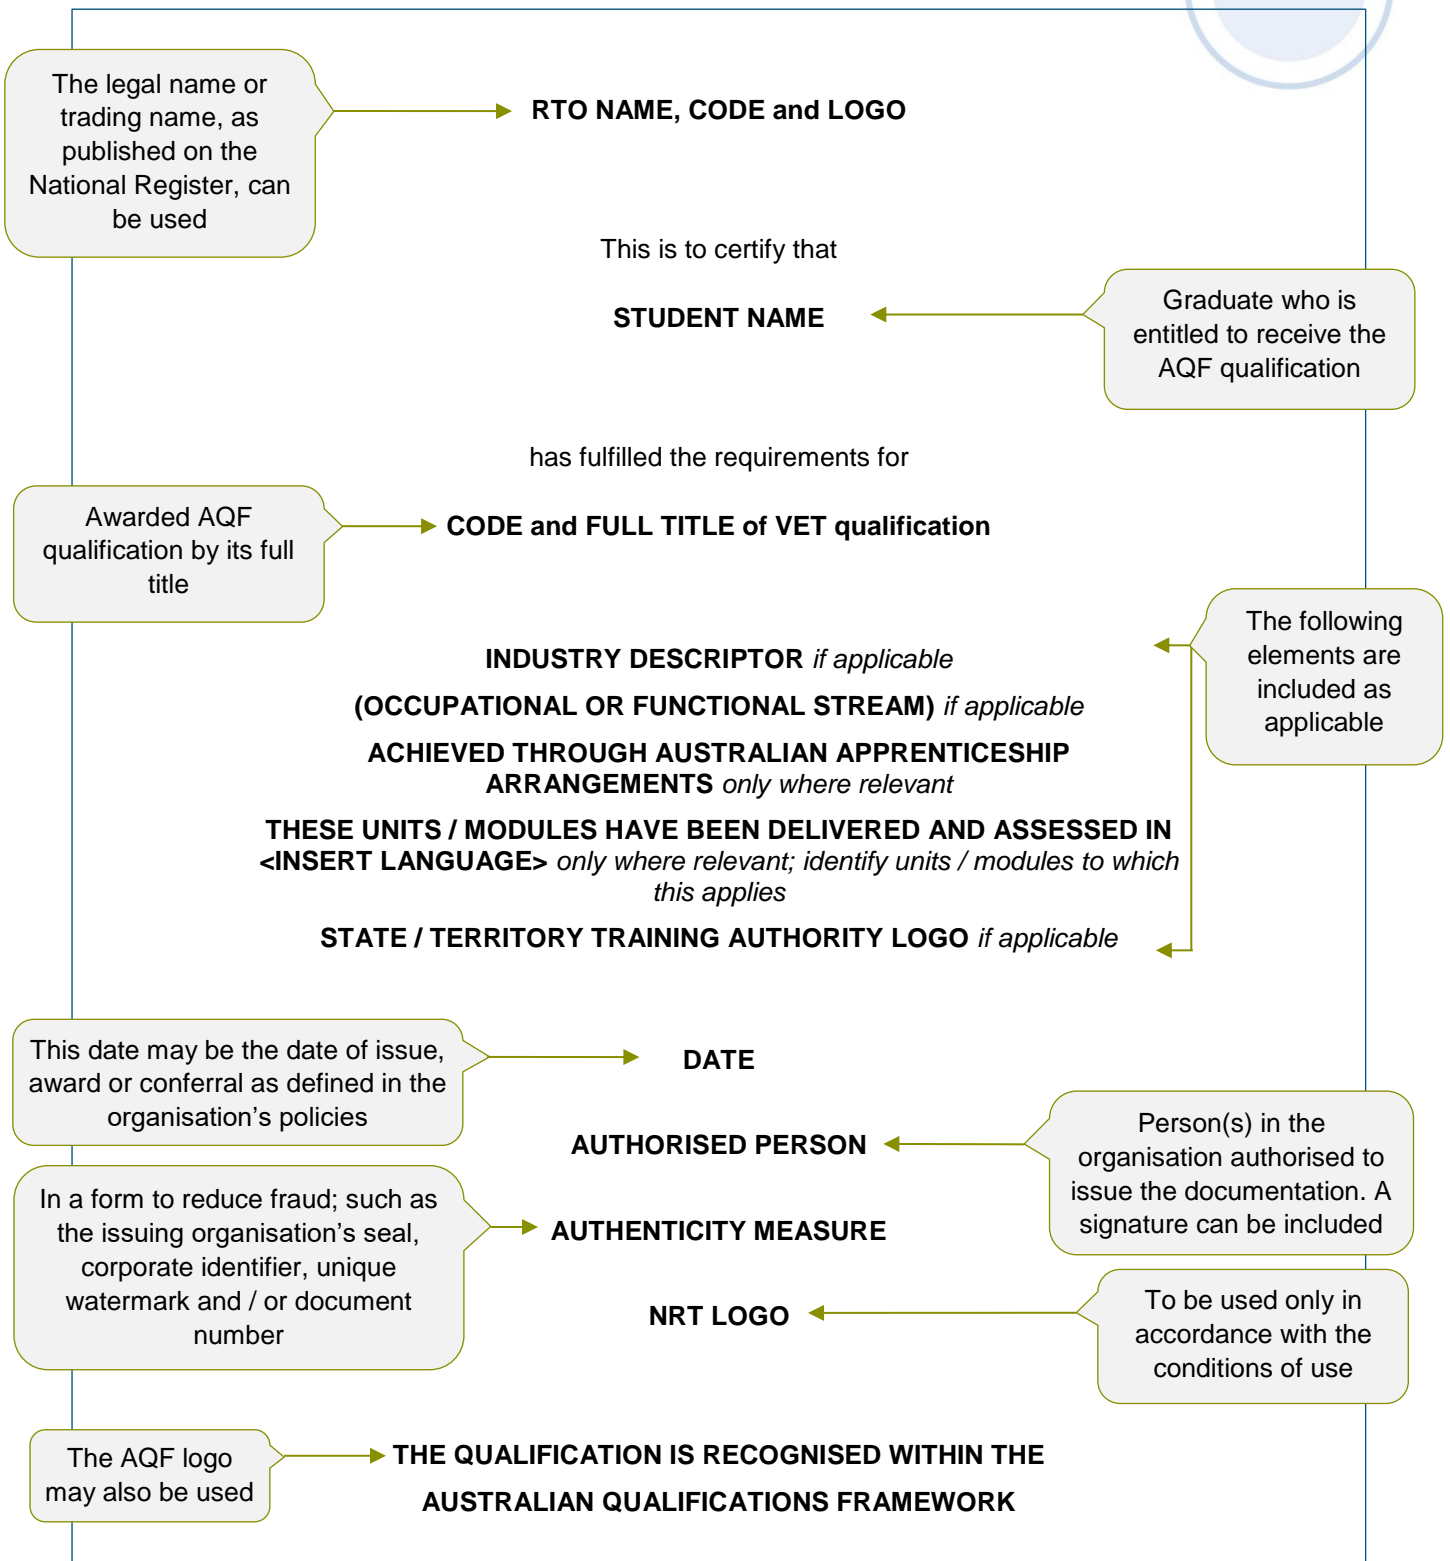 The legal name or
trading name, as
published on the
National Register, can
be used
RTO NAME, CODE and LOGO
This is to certify that
STUDENT NAME
Graduate who is
entitled to receive the
AQF qualification
has fulfilled the requirements for
Awarded AQF
qualification by its full
title
CODE and FULL TITLE of VET qualification
The following
elements are
included as
applicable
INDUSTRY DESCRIPTOR if applicable
(OCCUPATIONAL OR FUNCTIONAL STREAM) if applicable
ACHIEVED THROUGH AUSTRALIAN APPRENTICESHIP
ARRANGEMENTS only where relevant
THESE UNITS / MODULES HAVE BEEN DELIVERED AND ASSESSED IN
<INSERT LANGUAGE> only where relevant; identify units / modules to which
this applies
STATE / TERRITORY TRAINING AUTHORITY LOGO if applicable
This date may be the date of issue,
award or conferral as defined in the
organisation’s policies
DATE
AUTHORISED PERSON
Person(s) in the
organisation authorised to
issue the documentation. A
signature can be included
In a form to reduce fraud; such as
the issuing organisation’s seal,
corporate identifier, unique
watermark and / or document
number
AUTHENTICITY MEASURE
NRT LOGO
To be used only in
accordance with the
conditions of use
The AQF logo
may also be used
THE QUALIFICATION IS RECOGNISED WITHIN THE
AUSTRALIAN QUALIFICATIONS FRAMEWORK